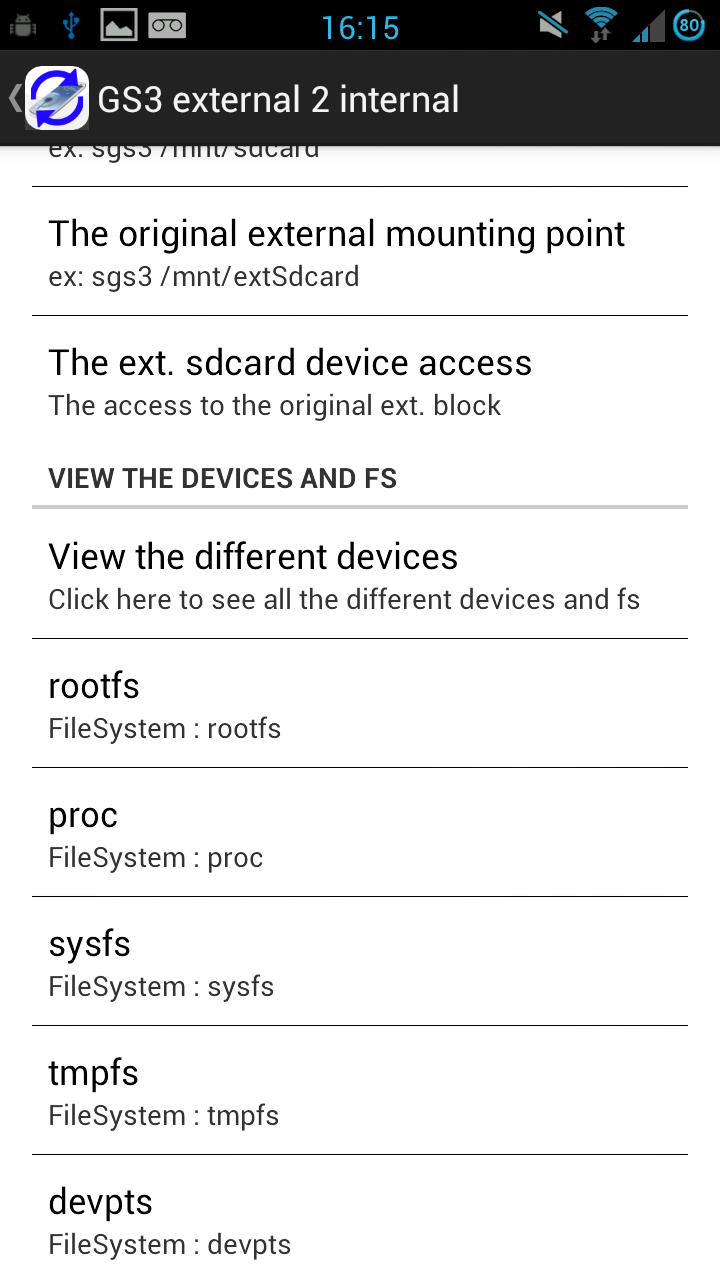 16:15
80
GS3 external 2 internal
ex: sgs3 /mnt/sdcard
The original external mounting point
ex: sgs3 /mnt/extSdcard
The ext. sdcard device access
The access to the original ext. block
VIEW THE DEVICES AND FS
View the different devices
Click here to see all the different devices and fs
rootfs
FileSystem : rootfs
proc
FileSystem : proc
sysfs
FileSystem : sysfs
tmpfs
FileSystem : tmpfs
devpts
FileSystem : devpts